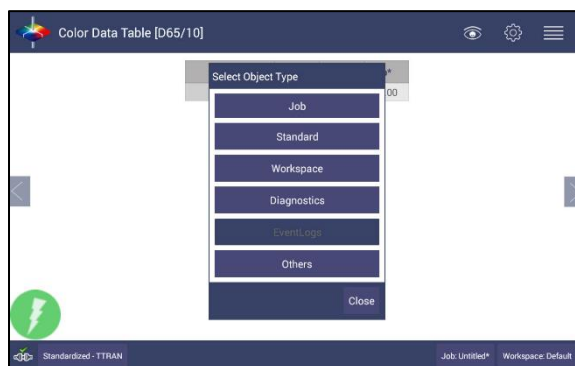 Color Data Table [D65/10]
Select Object Type
*
00
Job
Standard
Workspace
Diagnostics
EventLogs
Others
Close
Standardized - TTRAN
Job: Untitled* Workspace: Default